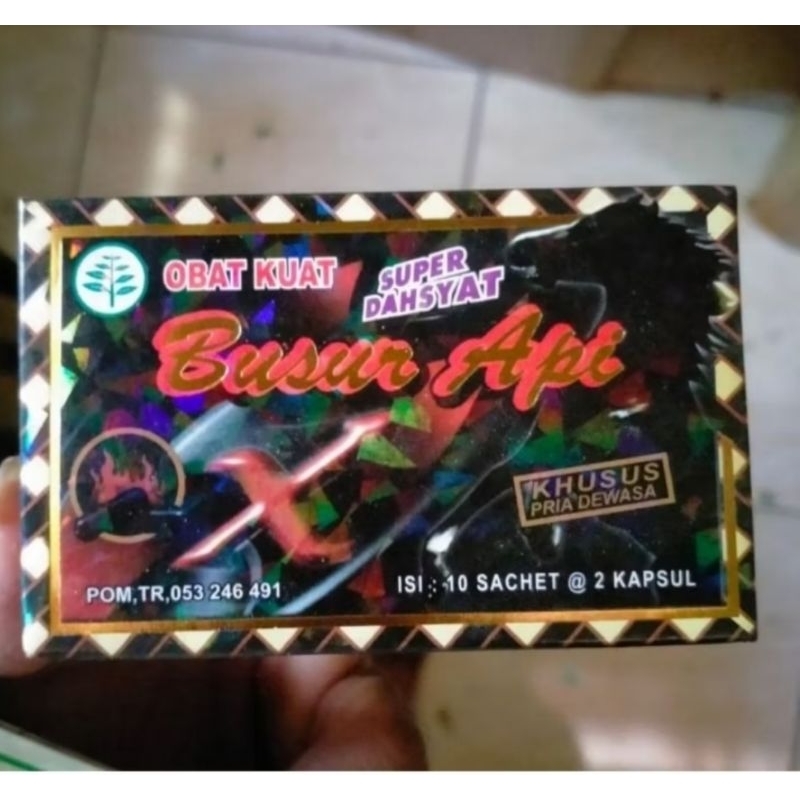 OBAT KUAT
SUPER
DAHSYAT
Busur Api
KHUSUS
PRIA DEWASA
POM,TR,053 246 491
ISI : 10 SACHET @ 2 KAPSUL